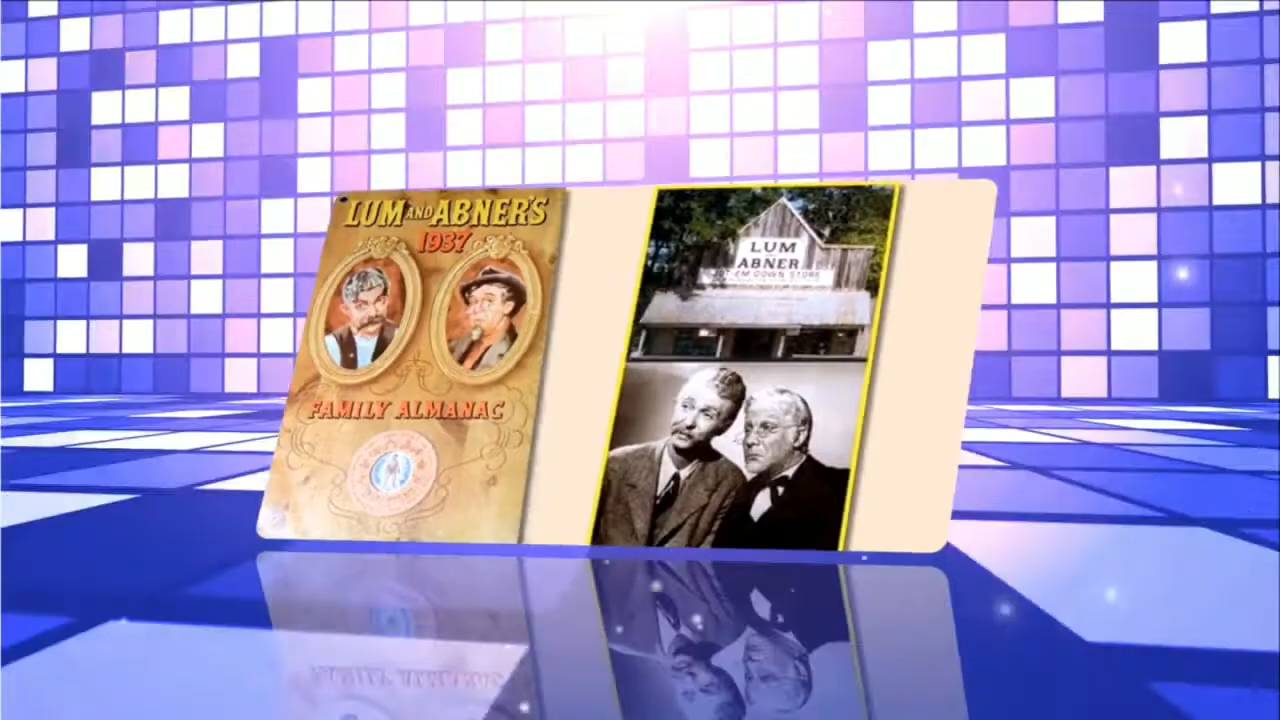 LUM AND ABNER'S
1937
FAMILY ALMANAC
LUM
ABNER
JOT-EM DOWN STORE